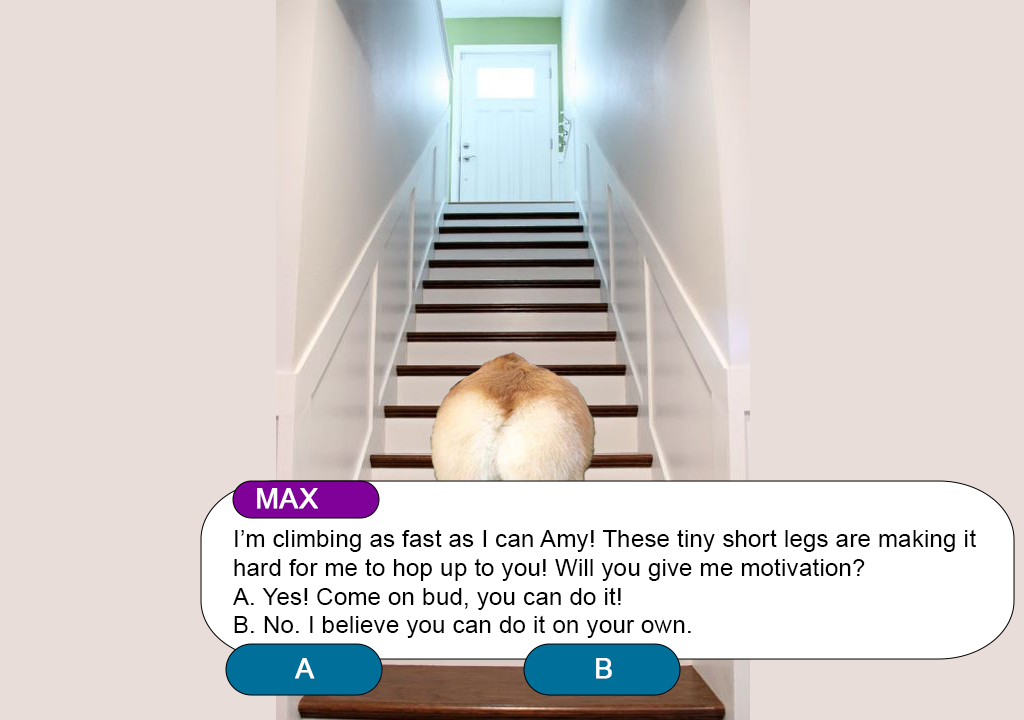 MAX
I’m climbing as fast as I can Amy! These tiny short legs are making it
hard for me to hop up to you! Will you give me motivation?
A. Yes! Come on bud, you can do it!
B. No. I believe you can do it on your own.
A B